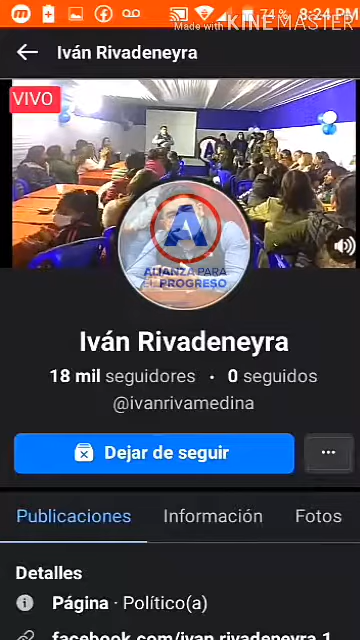 74% 8:24 PM
Made with KINEMASTER
Iván Rivadeneyra
VIVO
A
ALIANZA PARA
EL PROGRESO
Iván Rivadeneyra
18 mil seguidores • 0 seguidos
@ivanrivamedina
Dejar de seguir
Publicaciones Información Fotos
Detalles
Página · Político(a)
facebook.com/ivan.rivadeneyra.1